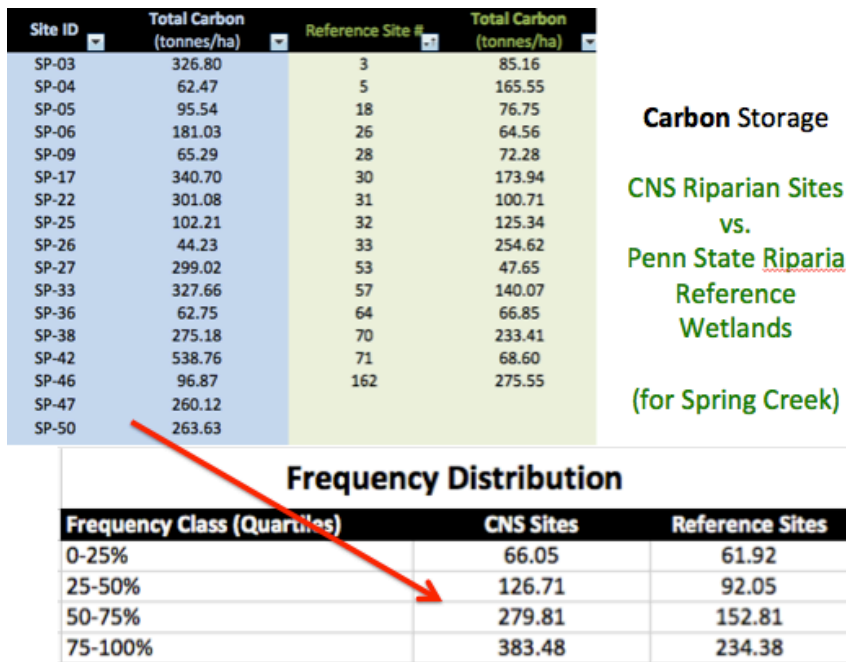 Site ID Total Carbon (tonnes/ha) Reference Site # Total Carbon (tonnes/ha)
SP-03 326.80 3 85.16
SP-04 62.47 5 165.55
SP-05 95.54 18 76.75
SP-06 181.03 26 64.56
SP-09 65.29 28 72.28
SP-17 340.70 30 173.94
SP-22 301.08 31 100.71
SP-25 102.21 32 125.34
SP-26 44.23 33 254.62
SP-27 299.02 53 47.65
SP-33 327.66 57 140.07
SP-36 62.75 64 66.85
SP-38 275.18 70 233.41
SP-42 538.76 71 68.60
SP-46 96.87 162 275.55
SP-47 260.12
SP-50 263.63
Carbon Storage
CNS Riparian Sites
vs.
Penn State Riparia
Reference
Wetlands
(for Spring Creek)
Frequency Distribution
Frequency Class (Quartiles) CNS Sites Reference Sites
0-25% 66.05 61.92
25-50% 126.71 92.05
50-75% 279.81 152.81
75-100% 383.48 234.38